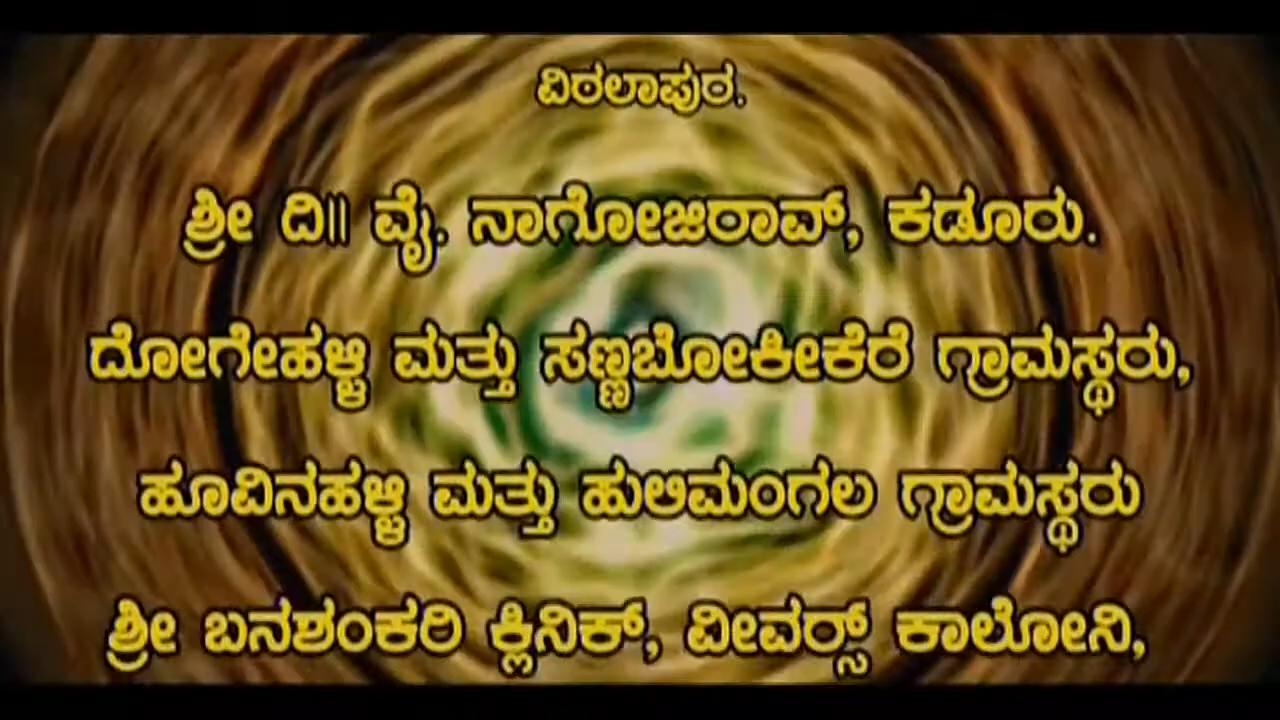 ವಿಠಲಾಪುರ.
ಶ್ರೀ ದಿ|| ವೈ. ನಾಗೋಜಿರಾವ್, ಕಡೂರು.
ದೋಗೇಹಳ್ಳಿ ಮತ್ತು ಸಣ್ಣಬೋಕೀಕೆರೆ ಗ್ರಾಮಸ್ಥರು,
ಹೂವಿನಹಳ್ಳಿ ಮತ್ತು ಹುಲಿಮಂಗಲ ಗ್ರಾಮಸ್ಥರು
ಶ್ರೀ ಬನಶಂಕರಿ ಕ್ಲಿನಿಕ್, ವೀವರ‍್ಸ್ ಕಾಲೋನಿ,